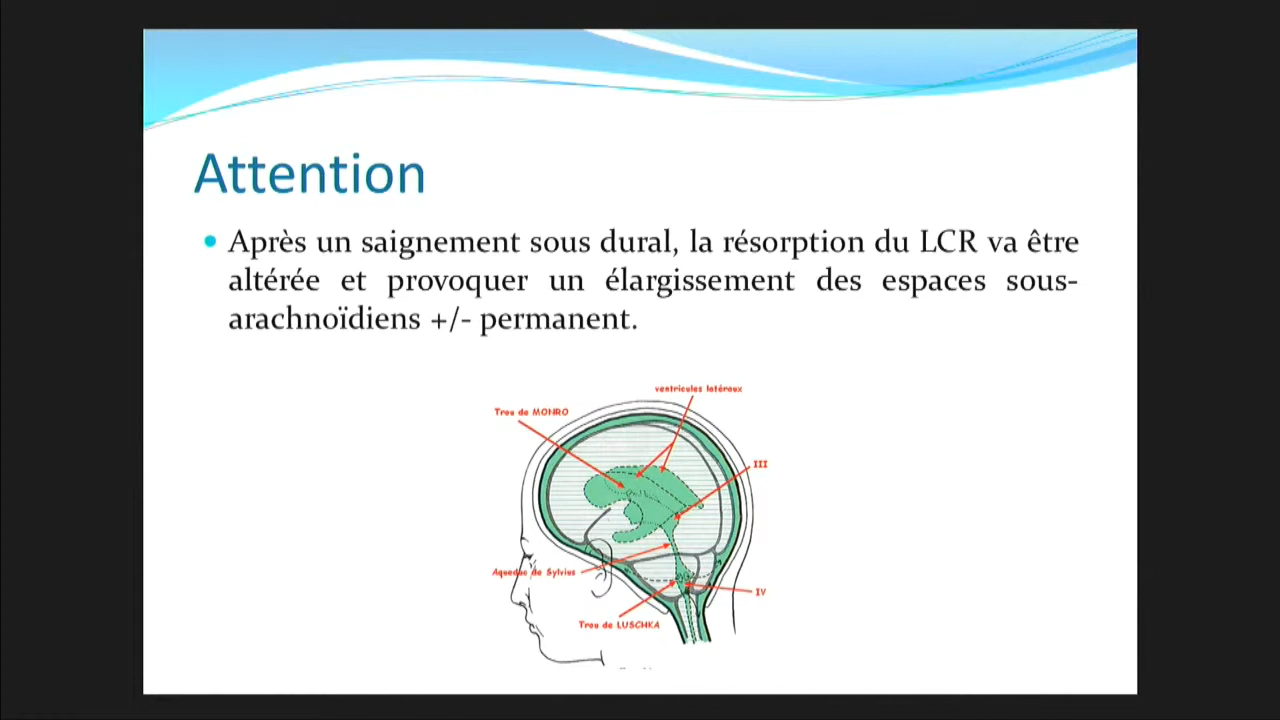 Attention
Après un saignement sous dural, la résorption du LCR va être
altérée et provoquer un élargissement des espaces sous-
arachnoïdiens +/- permanent.
ventricules latéraux
Trou de MONRO
III
Aqueduc de Sylvius
IV
Trou de LUSCHKA